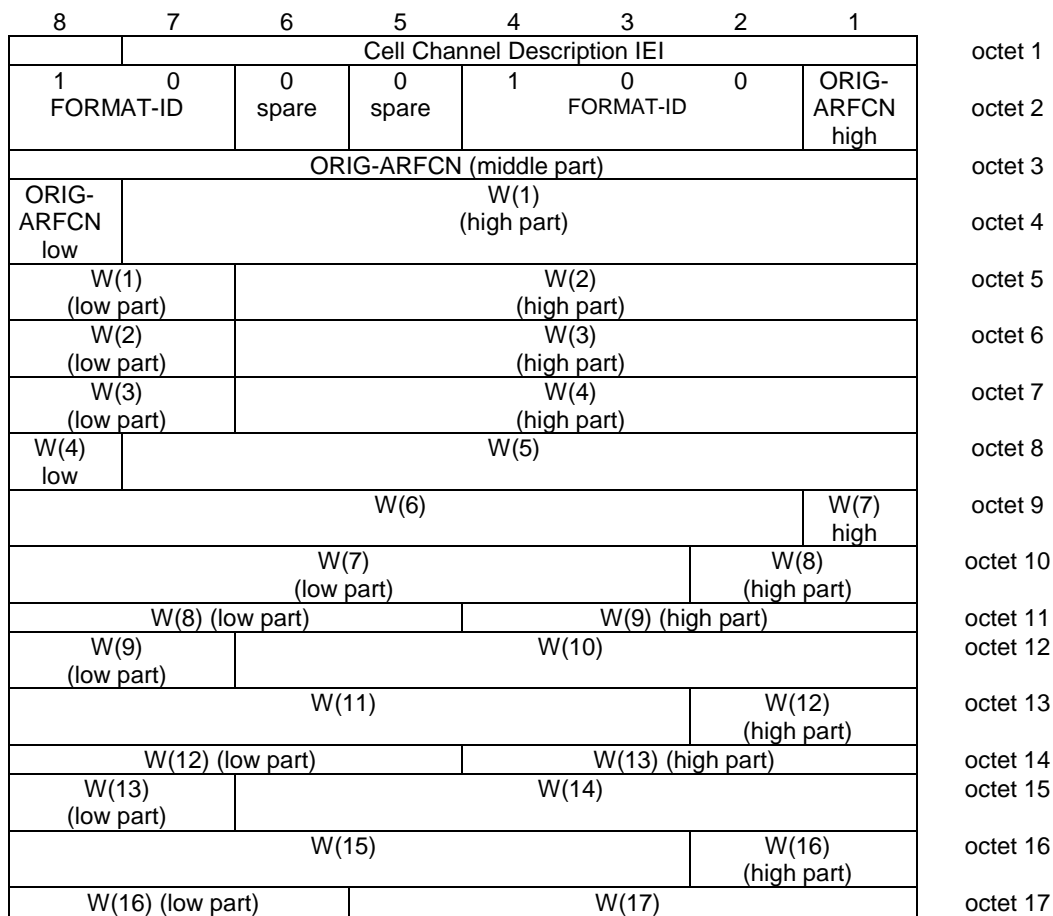 8 7 6 5 4 3 2 1
Cell Channel Description IEI octet 1
1 0 0 0 1 0 0 ORIG-
FORMAT-ID spare spare FORMAT-ID ARFCN octet 2
high
ORIG-ARFCN (middle part) octet 3
ORIG- W(1)
ARFCN (high part) octet 4
low
W(1) W(2) octet 5
(low part) (high part)
W(2) W(3) octet 6
(low part) (high part)
W(3) W(4) octet 7
(low part) (high part)
W(4) W(5) octet 8
low
W(6) W(7) octet 9
high
W(7) W(8) octet 10
(low part) (high part)
W(8) (low part) W(9) (high part) octet 11
W(9) W(10) octet 12
(low part)
W(11) W(12) octet 13
(high part)
W(12) (low part) W(13) (high part) octet 14
W(13) W(14) octet 15
(low part)
W(15) W(16) octet 16
(high part)
W(16) (low part) W(17) octet 17